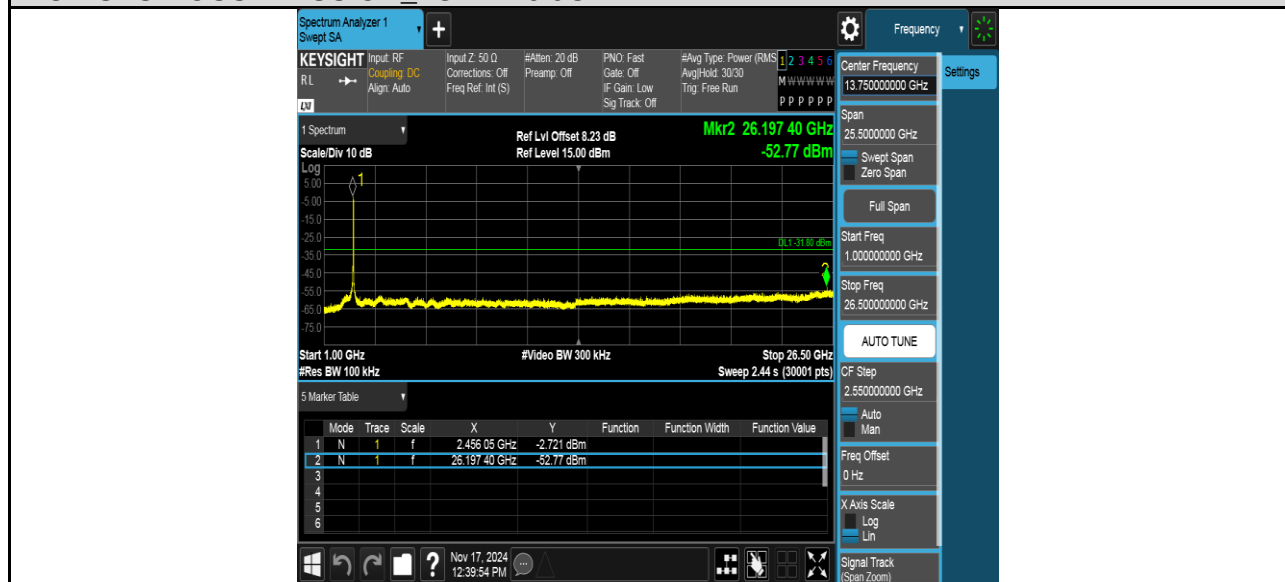 Spectrum Analyzer 1
Swept SA
Frequency
KEYSIGHT
RL
LXI
Input: RF
Coupling: DC
Align: Auto
Input Z: 50 Ω
Corrections: Off
Freq Ref: Int (S)
#Atten: 20 dB
Preamp: Off
PNO: Fast
Gate: Off
IF Gain: Low
Sig Track: Off
#Avg Type: Power (RMS
Avg|Hold: 30/30
Trig: Free Run
1 2 3 4 5 6
M W W W W W
P P P P P P
Center Frequency
13.750000000 GHz
Settings
1 Spectrum
Ref Lvl Offset 8.23 dB
Mkr2 26.197 40 GHz
Scale/Div 10 dB
Ref Level 15.00 dBm
-52.77 dBm
Log
5.00
-5.00
-15.0
-25.0
-35.0
-45.0
-55.0
-65.0
-75.0
1
DL1 -31.80 dBm
2
Start 1.00 GHz
#Video BW 300 kHz
Stop 26.50 GHz
#Res BW 100 kHz
Sweep 2.44 s (30001 pts)
Span
25.5000000 GHz
Swept Span
Zero Span
Full Span
Start Freq
1.000000000 GHz
Stop Freq
26.500000000 GHz
AUTO TUNE
CF Step
2.550000000 GHz
Auto
Man
Freq Offset
0 Hz
X Axis Scale
Log
Lin
Signal Track
(Span Zoom)
5 Marker Table
Mode Trace Scale X Y Function Function Width Function Value
1 N 1 f 2.456 05 GHz -2.721 dBm
2 N 1 f 26.197 40 GHz -52.77 dBm
3
4
5
6
?
Nov 17, 2024
12:39:54 PM